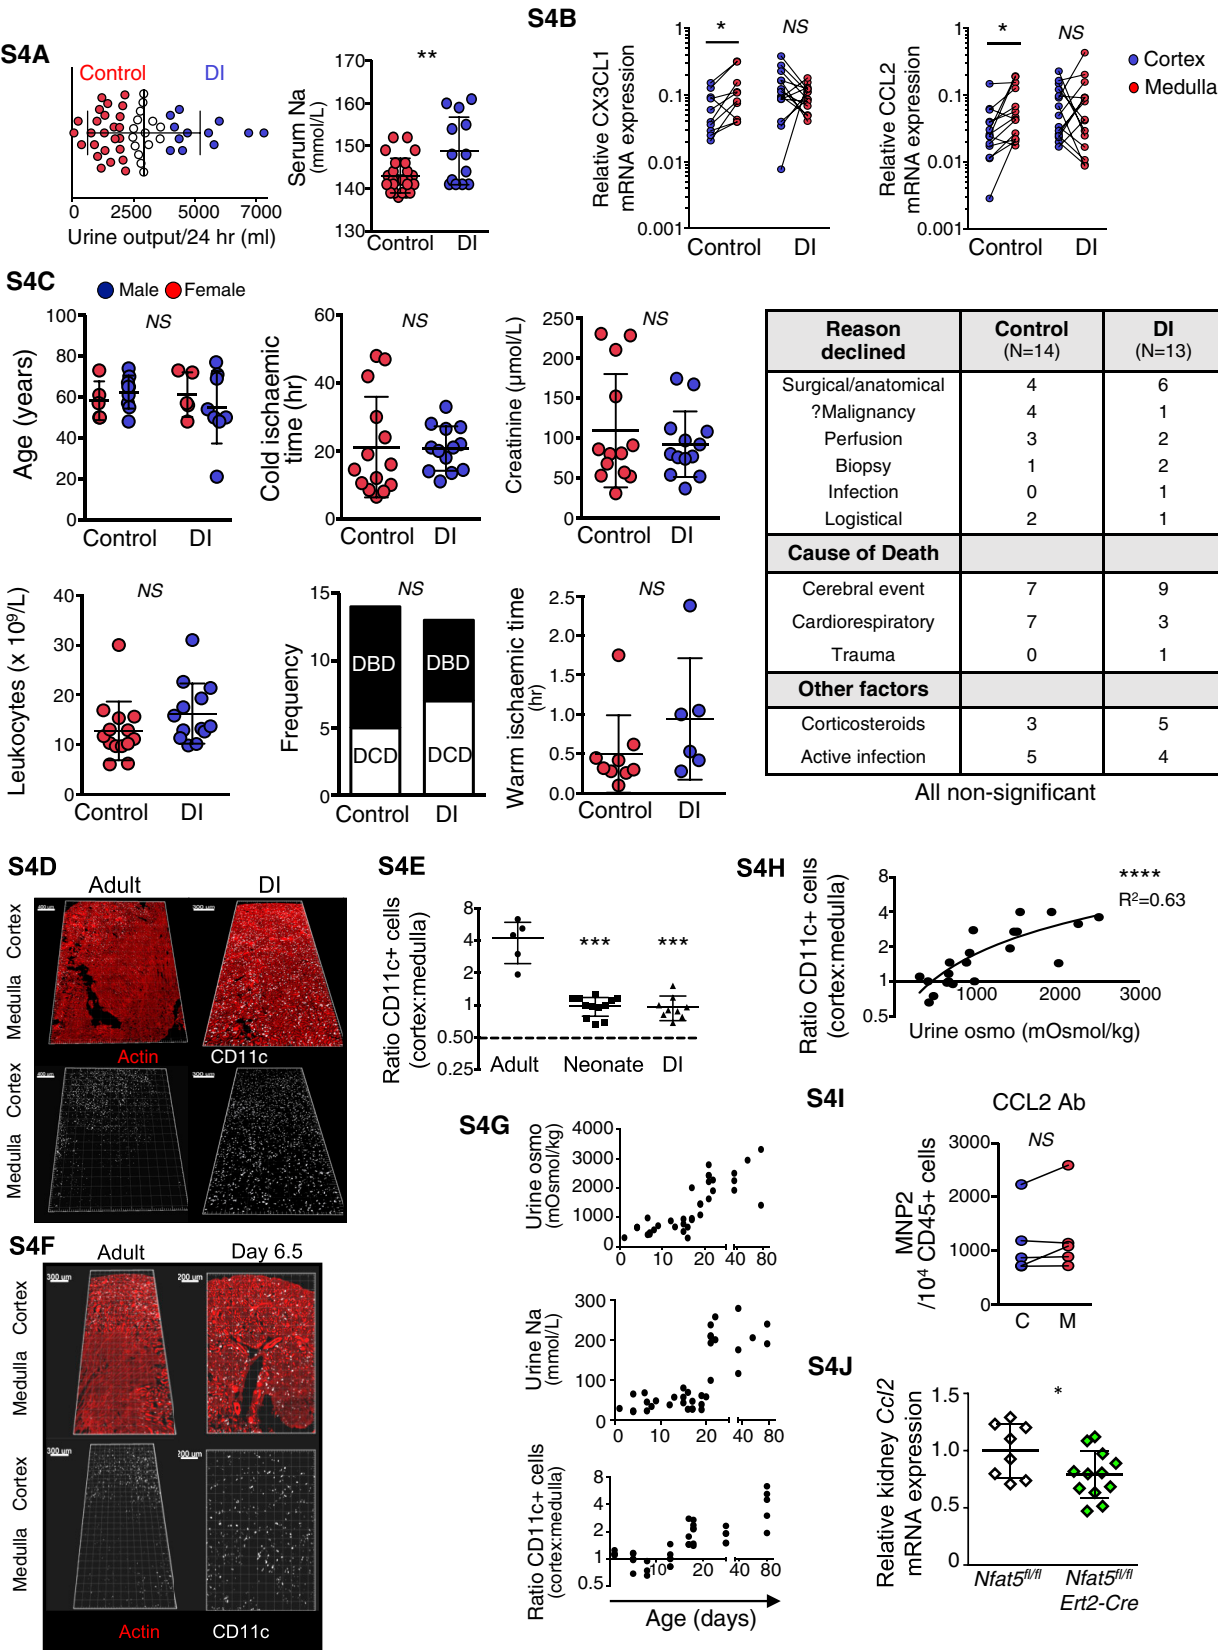 S4A
Control
DI
0
2500
5000
7000
Urine output/24 hr (ml)
Serum Na
(mmol/L)
**
170
160
150
140
130
Control
DI
S4B
Relative CX3CL1
mRNA expression
*
NS
1
0.1
0.01
0.001
Control
DI
Relative CCL2
mRNA expression
*
NS
1
0.1
0.01
0.001
Control
DI
Cortex
Medulla
S4C
Male
Female
Age (years)
NS
100
80
60
40
20
0
Control
DI
Cold ischaemic
time (hr)
NS
60
40
20
0
Control
DI
Creatinine (µmol/L)
NS
250
200
150
100
50
0
Control
DI
Leukocytes (x 10⁹/L)
NS
40
30
20
10
0
Control
DI
Frequency
NS
15
10
5
0
DBD
DBD
DCD
DCD
Control
DI
Warm ischaemic time
(hr)
NS
2.5
2.0
1.5
1.0
0.5
0.0
Control
DI
Reason declined Control (N=14) DI (N=13)
Surgical/anatomical 4 6
?Malignancy 4 1
Perfusion 3 2
Biopsy 1 2
Infection 0 1
Logistical 2 1
Cause of Death
Cerebral event 7 9
Cardiorespiratory 7 3
Trauma 0 1
Other factors
Corticosteroids 3 5
Active infection 5 4
All non-significant
S4D
Adult
DI
Cortex
Medulla
400 um
300 um
Actin
CD11c
Cortex
Medulla
400 um
300 um
S4E
Ratio CD11c+ cells
(cortex:medulla)
8
4
2
1
0.50
0.25
***
***
Adult
Neonate
DI
S4H
Ratio CD11c+ cells
(cortex:medulla)
8
4
2
1
0.5
1000
2000
3000
****
R²=0.63
Urine osmo (mOsmol/kg)
S4F
Adult
Day 6.5
Cortex
Medulla
300 um
200 um
Cortex
Medulla
300 um
200 um
Actin
CD11c
S4G
Urine osmo
(mOsmol/kg)
4000
3000
2000
1000
0
0
10
20
40
80
Urine Na
(mmol/L)
300
200
100
0
0
10
20
40
80
Ratio CD11c+ cells
(cortex:medulla)
8
4
2
1
0.5
10
20
40
80
Age (days)
S4I
CCL2 Ab
MNP2
/10⁴ CD45+ cells
NS
3000
2000
1000
0
C
M
S4J
Relative kidney Ccl2
mRNA expression
*
1.5
1.0
0.5
0
Nfat5fl/fl
Nfat5fl/fl
Ert2-Cre